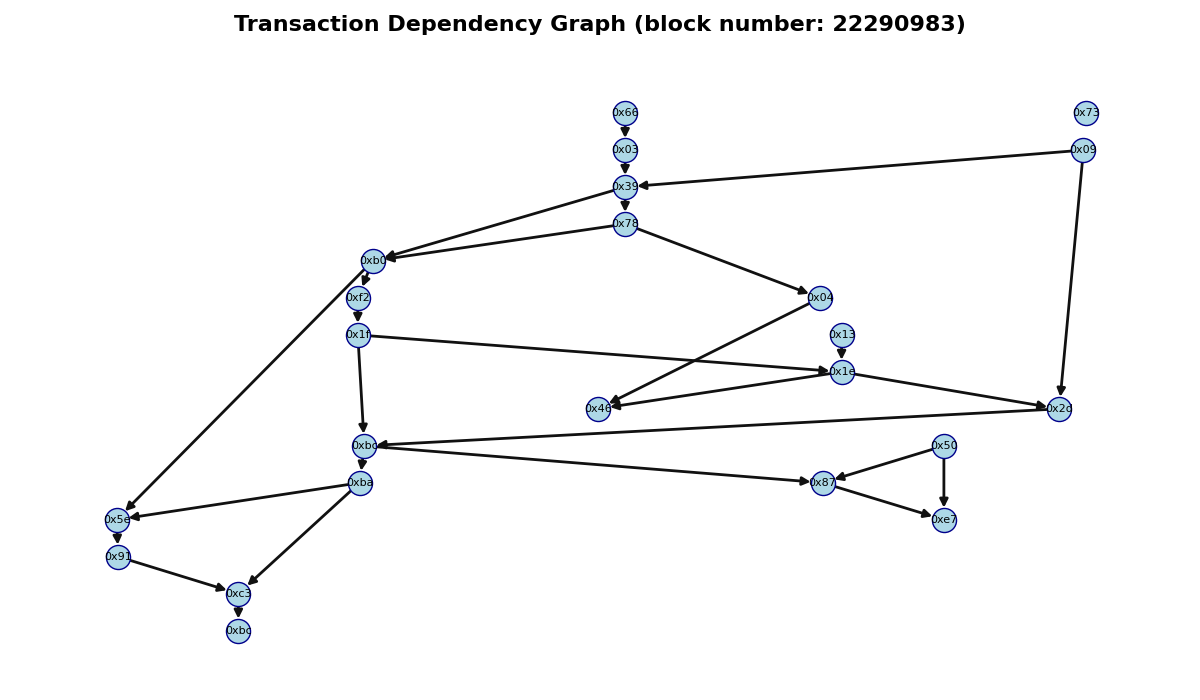 Transaction Dependency Graph (block number: 22290983)
0x66
0x73
0x03
0x09
0x39
0x78
0xb0
0xf2
0x04
0x1f
0x13
0x1e
0x46
0x2d
0xbc
0x50
0xba
0x87
0x5e
0xe7
0x91
0xc3
0xbc